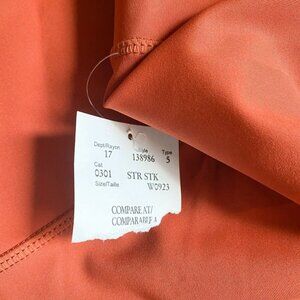 Dept/Rayon Style Type
17 138986 5
Cat.
0301 STR STK
Size/Taille W0923
COMPARE AT/
COMPARABLE À